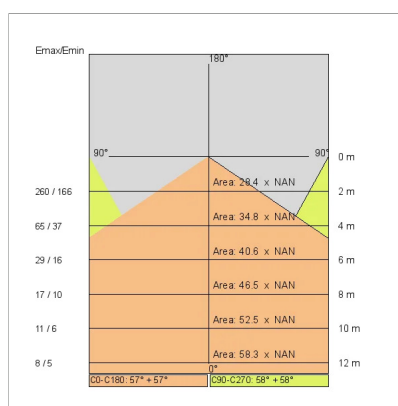 Emax/Emin
180°
90° 90° 0 m
260 / 166 Area: 28.4 x NAN 2 m
65 / 37 Area: 34.8 x NAN 4 m
29 / 16 Area: 40.6 x NAN 6 m
17 / 10 Area: 46.5 x NAN 8 m
11 / 6 Area: 52.5 x NAN 10 m
8 / 5 Area: 58.3 x NAN 12 m
0°
C0-C180: 57° + 57° C90-C270: 58° + 58°